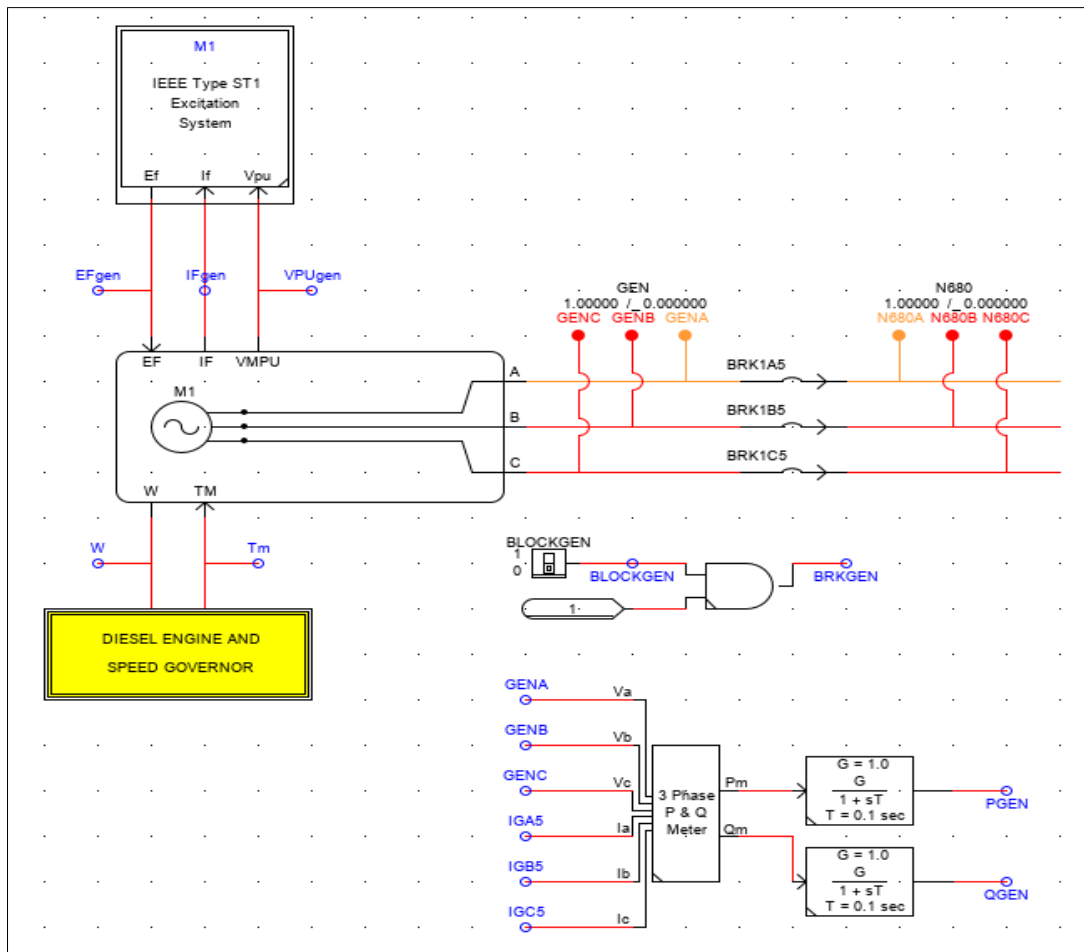 M1
IEEE Type ST1
Excitation
System
Ef If Vpu
EFgen IFgen VPUgen
EF IF VMPU
M1
A
B
C
W TM
W Tm
DIESEL ENGINE AND
SPEED GOVERNOR
GEN
1.00000 /_ 0.000000
GENC GENB GENA
N680
1.00000 /_ 0.000000
N680A N680B N680C
BRK1A5
BRK1B5
BRK1C5
BLOCKGEN
1
0
BLOCKGEN
1
BRKGEN
GENA Va
GENB Vb
GENC Vc
IGA5 Ia
IGB5 Ib
IGC5 Ic
3 Phase
P & Q
Meter
Pm
Qm
G = 1.0
G
1 + sT
T = 0.1 sec
PGEN
G = 1.0
G
1 + sT
T = 0.1 sec
QGEN